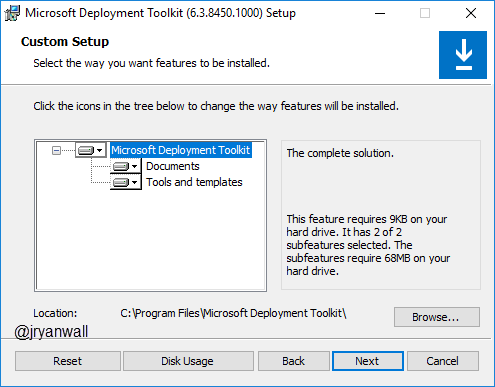 Microsoft Deployment Toolkit (6.3.8450.1000) Setup
Custom Setup
Select the way you want features to be installed.
Click the icons in the tree below to change the way features will be installed.
Microsoft Deployment Toolkit
Documents
Tools and templates
The complete solution.
This feature requires 9KB on your
hard drive. It has 2 of 2
subfeatures selected. The
subfeatures require 68MB on your
hard drive.
Location: C:\Program Files\Microsoft Deployment Toolkit\
Browse...
@jryanwall
Reset Disk Usage Back Next Cancel